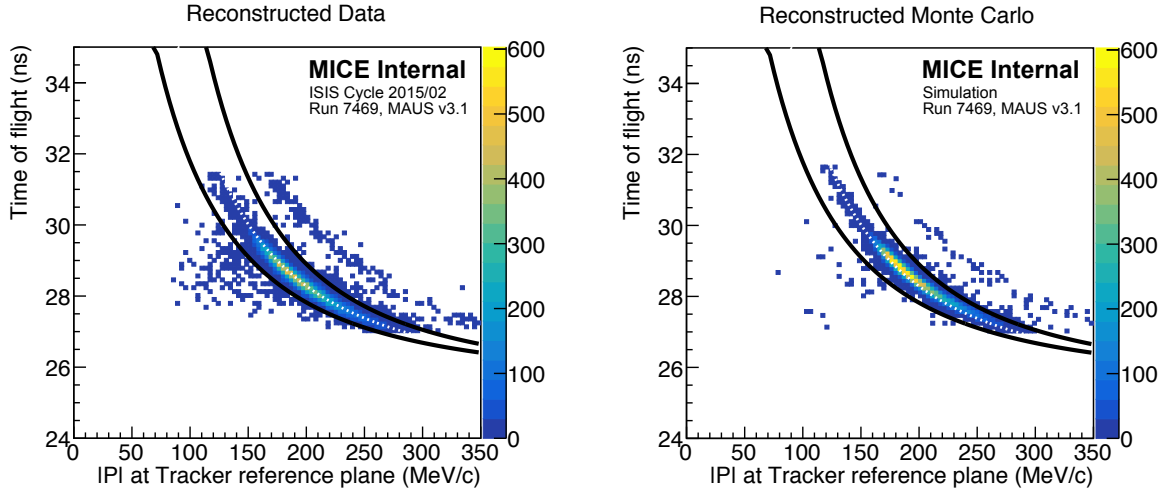 Reconstructed Data
Time of flight (ns)
34
32
30
28
26
24
MICE Internal
ISIS Cycle 2015/02
Run 7469, MAUS v3.1
600
500
400
300
200
100
0
0 50 100 150 200 250 300 350
|P| at Tracker reference plane (MeV/c)
Reconstructed Monte Carlo
Time of flight (ns)
34
32
30
28
26
24
MICE Internal
Simulation
Run 7469, MAUS v3.1
600
500
400
300
200
100
0
0 50 100 150 200 250 300 350
|P| at Tracker reference plane (MeV/c)